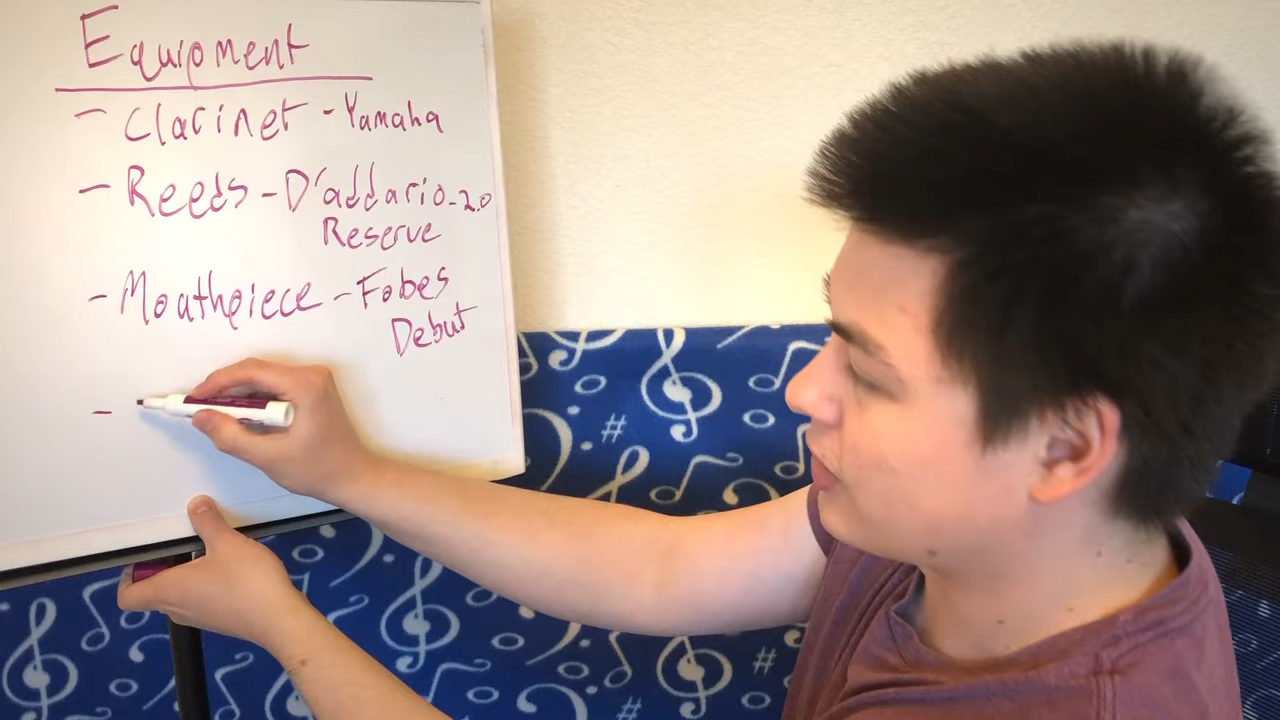 Equipment
- Clarinet - Yamaha
- Reeds - D'addario - 2.0
Reserve
- Mouthpiece - Fobes
Debut
-